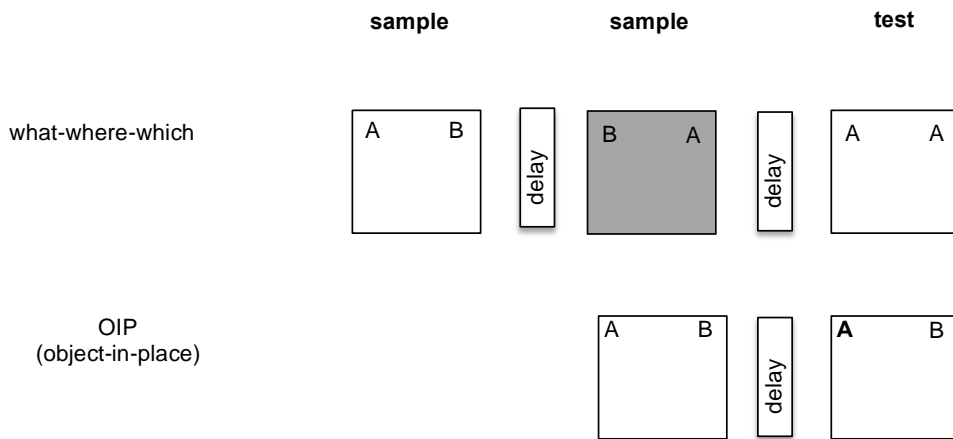 sample sample test
what-where-which
A B
delay
B A
delay
A A
OIP
(object-in-place)
A B
delay
A B